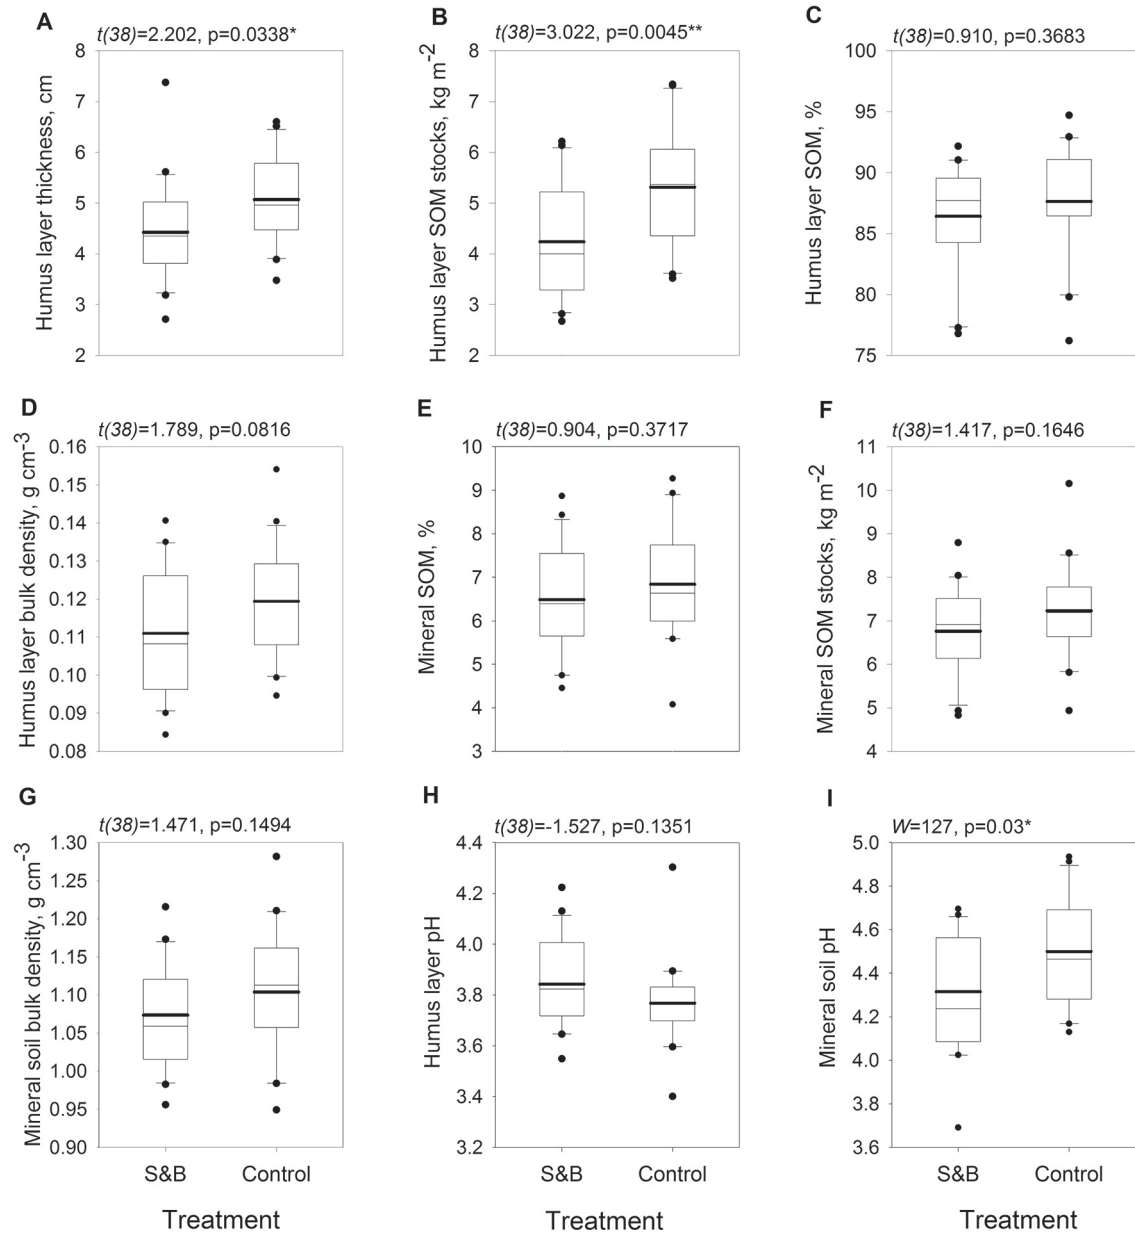 A
t(38)=2.202, p=0.0338*
Humus layer thickness, cm
8
7
6
5
4
3
2
B
t(38)=3.022, p=0.0045**
Humus layer SOM stocks, kg m-2
8
7
6
5
4
3
2
C
t(38)=0.910, p=0.3683
Humus layer SOM, %
100
95
90
85
80
75
D
t(38)=1.789, p=0.0816
Humus layer bulk density, g cm-3
0.16
0.15
0.14
0.13
0.12
0.11
0.10
0.09
0.08
E
t(38)=0.904, p=0.3717
Mineral SOM, %
10
9
8
7
6
5
4
3
F
t(38)=1.417, p=0.1646
Mineral SOM stocks, kg m-2
11
10
9
8
7
6
5
4
G
t(38)=1.471, p=0.1494
Mineral soil bulk density, g cm-3
1.30
1.25
1.20
1.15
1.10
1.05
1.00
0.95
0.90
S&B Control
Treatment
H
t(38)=-1.527, p=0.1351
Humus layer pH
4.4
4.2
4.0
3.8
3.6
3.4
3.2
S&B Control
Treatment
I
W=127, p=0.03*
Mineral soil pH
5.0
4.8
4.6
4.4
4.2
4.0
3.8
3.6
S&B Control
Treatment